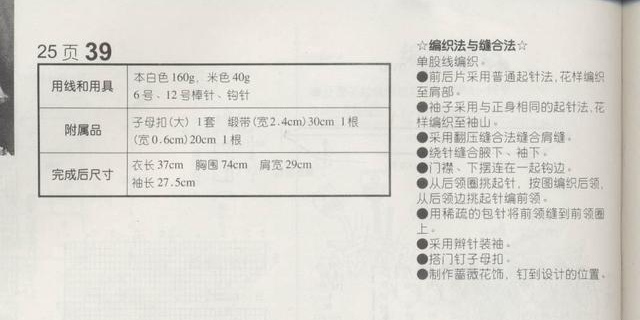 25 页 39
用线和用具
本白色 160g，米色 40g
6 号、12 号棒针、钩针
附属品
子母扣(大) 1 套 缎带(宽 2.4cm) 30cm 1 根
(宽 0.6cm) 20cm 1 根
完成后尺寸
衣长 37cm 胸围 74cm 肩宽 29cm
袖长 27.5cm
☆编织法与缝合法☆
单股线编织。
●前后片采用普通起针法,花样编织
至肩部。
●袖子采用与正身相同的起针法,花
样编织至袖山。
●采用翻压缝合法缝合肩缝。
●绕针缝合腋下、袖下。
●门襟、下摆连在一起钩边。
●从后领圈挑起针，按图编织后领，
从后领边挑起针编前领。
●用稀疏的包针将前领缝到前领圈
上。
●采用辫针装袖。
●搭门钉子母扣。
●制作蔷薇花饰，钉到设计的位置。